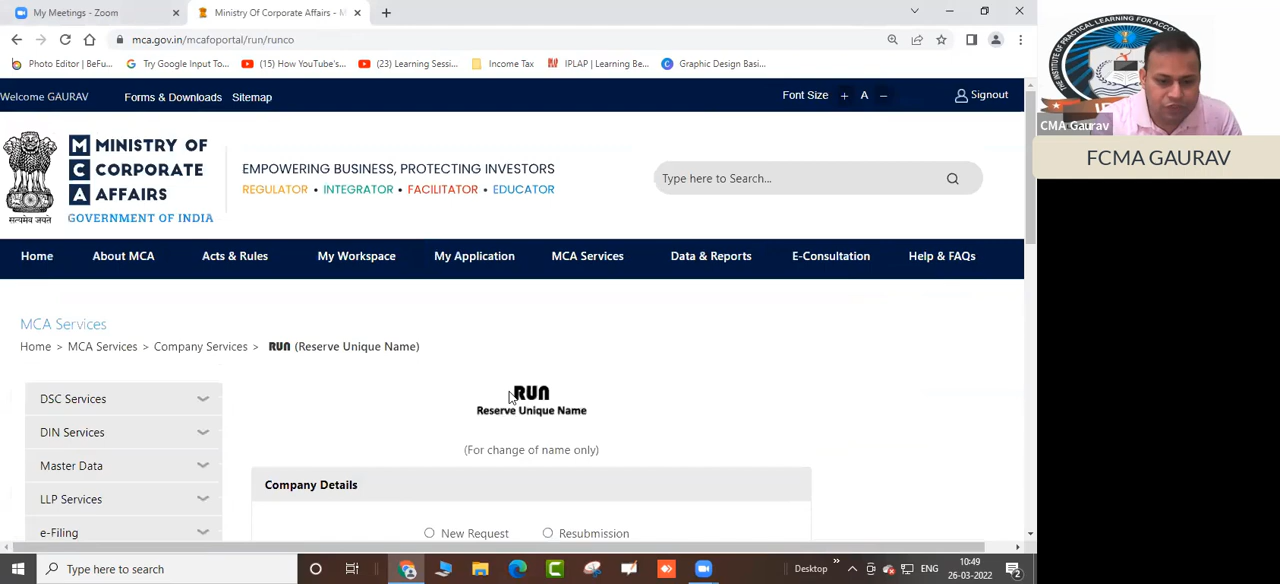 My Meetings - Zoom
Ministry Of Corporate Affairs - M
mca.gov.in/mcafoportal/run/runco
Photo Editor | BeFu...
Try Google Input To...
(15) How YouTube's...
(23) Learning Sessi...
Income Tax
IPLAP | Learning Be...
Graphic Design Basi...
Welcome GAURAV
Forms & Downloads
Sitemap
Font Size + A −
Signout
MINISTRY OF
CORPORATE
AFFAIRS
GOVERNMENT OF INDIA
सत्यमेव जयते
EMPOWERING BUSINESS, PROTECTING INVESTORS
REGULATOR • INTEGRATOR • FACILITATOR • EDUCATOR
Type here to Search...
Home
About MCA
Acts & Rules
My Workspace
My Application
MCA Services
Data & Reports
E-Consultation
Help & FAQs
MCA Services
Home > MCA Services > Company Services > RUN (Reserve Unique Name)
DSC Services
DIN Services
Master Data
LLP Services
e-Filing
RUN
Reserve Unique Name
(For change of name only)
Company Details
New Request
Resubmission
CMA Gaurav
FCMA GAURAV
Type here to search
Desktop
ENG
10:49
26-03-2022
2